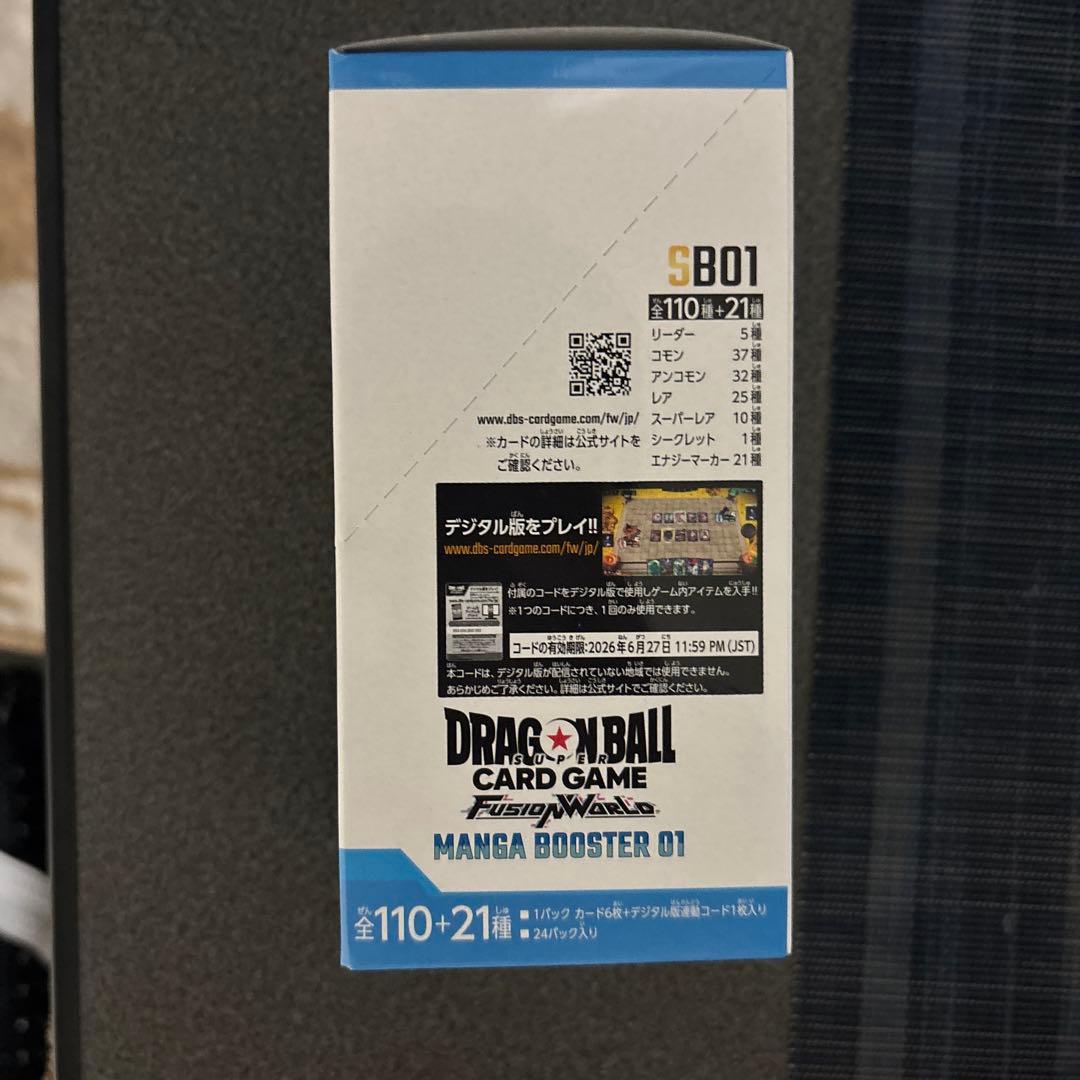 SB01
全110種+21種
リーダー 5種
コモン 37種
アンコモン 32種
レア 25種
スーパーレア 10種
シークレット 1種
エナジーマーカー 21種
www.dbs-cardgame.com/fw/jp/
※カードの詳細は公式サイトを
ご確認ください。
デジタル版をプレイ!!
www.dbs-cardgame.com/fw/jp/
付属のコードをデジタル版で使用しゲーム内アイテムを入手!!
※1つのコードにつき、1回のみ使用できます。
コードの有効期限:2026年6月27日 11:59 PM(JST)
本コードは、デジタル版が配信されていない地域では使用できません。
あらかじめご了承ください。詳細は公式サイトでご確認ください。
DRAGON BALL
SUPER
CARD GAME
FUSION WORLD
MANGA BOOSTER 01
全110+21種
■ 1パック カード6枚+デジタル版連動コード1枚入り
■ 24パック入り